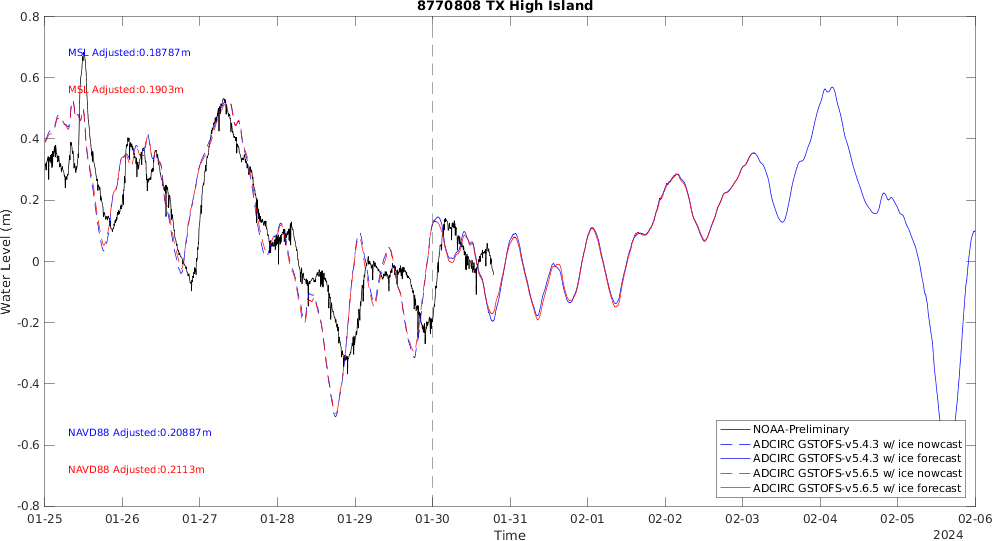 8770808 TX High Island
0.8
0.6
0.4
0.2
0
-0.2
-0.4
-0.6
-0.8
Water Level (m)
MSL Adjusted:0.18787m
MSL Adjusted:0.1903m
NAVD88 Adjusted:0.20887m
NAVD88 Adjusted:0.2113m
NOAA-Preliminary
ADCIRC GSTOFS-v5.4.3 w/ ice nowcast
ADCIRC GSTOFS-v5.4.3 w/ ice forecast
ADCIRC GSTOFS-v5.6.5 w/ ice nowcast
ADCIRC GSTOFS-v5.6.5 w/ ice forecast
01-25 01-26 01-27 01-28 01-29 01-30 01-31 02-01 02-02 02-03 02-04 02-05 02-06
Time
2024